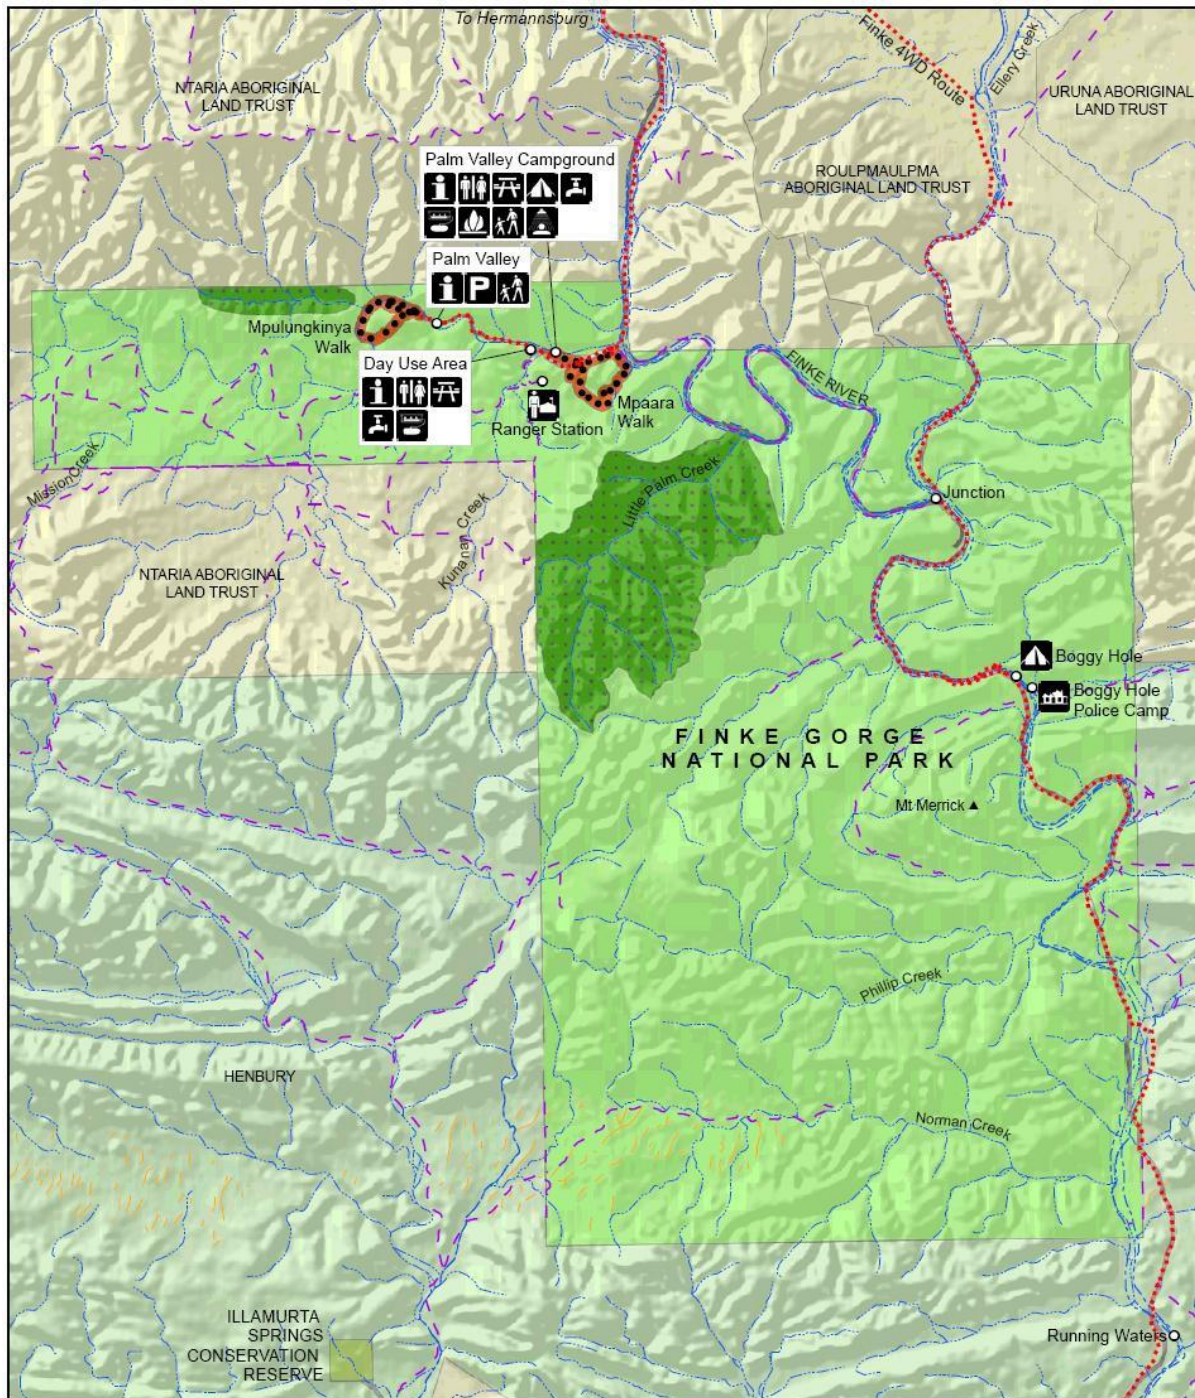 To Hermannsburg
Finke 4WD Route
Ellery Creek
NTARIA ABORIGINAL
LAND TRUST
URUNA ABORIGINAL
LAND TRUST
Palm Valley Campground
ROULPMAULPMA
ABORIGINAL LAND TRUST
Palm Valley
P
Mpulungkinya
Walk
Day Use Area
FINKE RIVER
Mpaara
Walk
Ranger Station
Mission Creek
Little Palm Creek
Kunanan Creek
Junction
NTARIA ABORIGINAL
LAND TRUST
Boggy Hole
Boggy Hole
Police Camp
FINKE GORGE
NATIONAL PARK
Mt Merrick
Phillip Creek
HENBURY
Norman Creek
ILLAMURTA
SPRINGS
CONSERVATION
RESERVE
Running Waters